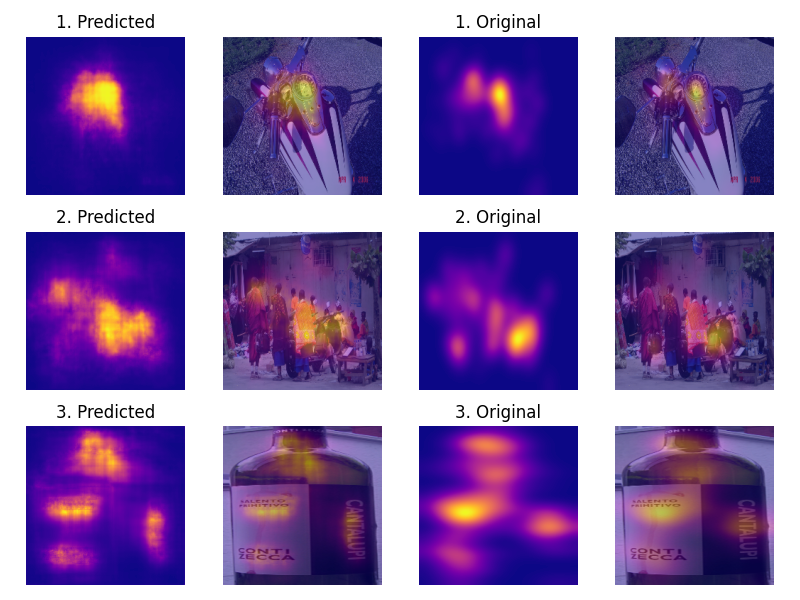 1. Predicted
1. Original
2. Predicted
2. Original
3. Predicted
3. Original
SALENTO
PRIMITIVO
CANTALUPI
CONTI
ZECCA
SALENTO
PRIMITIVO
CANTALUPI
CONTI
ZECCA